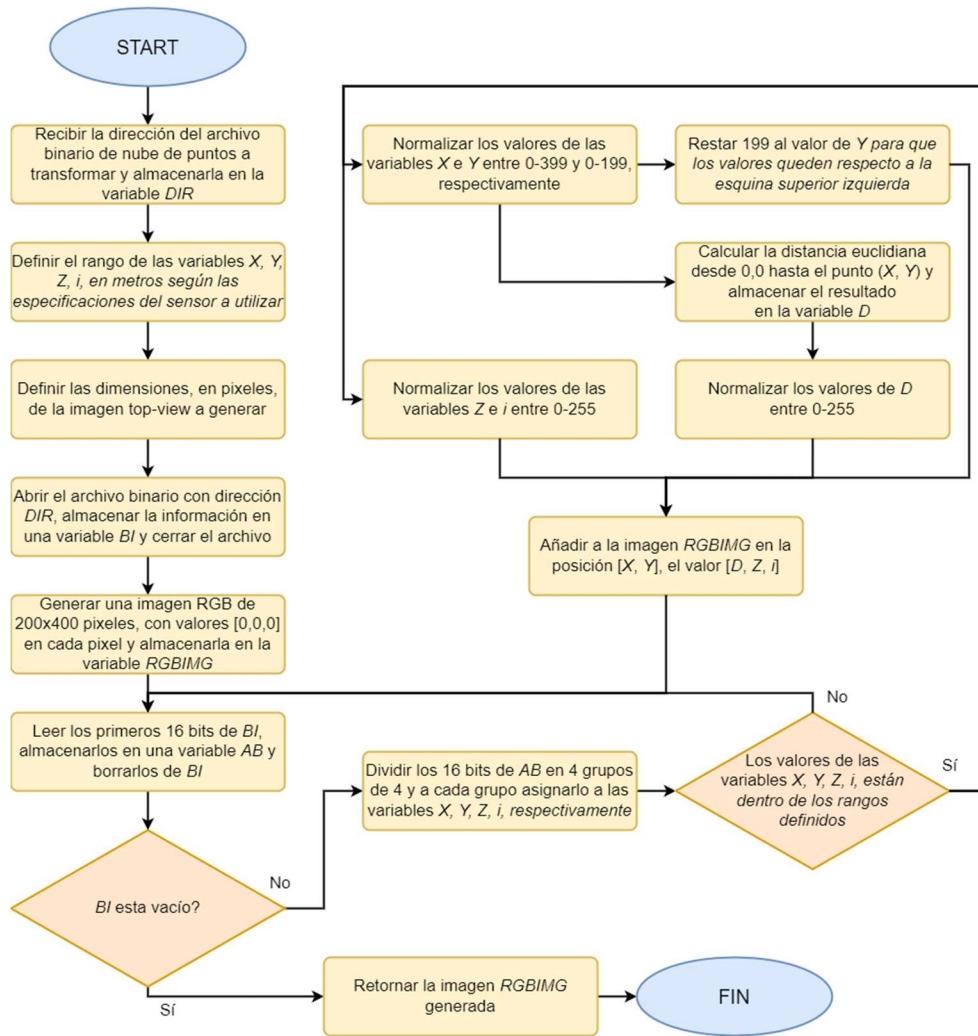 START
Recibir la dirección del archivo
binario de nube de puntos a
transformar y almacenarla en la
variable DIR
Definir el rango de las variables X, Y,
Z, i, en metros según las
especificaciones del sensor a utilizar
Definir las dimensiones, en pixeles,
de la imagen top-view a generar
Abrir el archivo binario con dirección
DIR, almacenar la información en
una variable BI y cerrar el archivo
Generar una imagen RGB de
200x400 pixeles, con valores [0,0,0]
en cada pixel y almacenarla en la
variable RGBIMG
Leer los primeros 16 bits de BI,
almacenarlos en una variable AB y
borrarlos de BI
BI esta vacío?
No
Sí
Dividir los 16 bits de AB en 4 grupos
de 4 y a cada grupo asignarlo a las
variables X, Y, Z, i, respectivamente
Los valores de las
variables X, Y, Z, i, están
dentro de los rangos
definidos
No
Sí
Normalizar los valores de las
variables X e Y entre 0-399 y 0-199,
respectivamente
Restar 199 al valor de Y para que
los valores queden respecto a la
esquina superior izquierda
Calcular la distancia euclidiana
desde 0,0 hasta el punto (X, Y) y
almacenar el resultado
en la variable D
Normalizar los valores de las
variables Z e i entre 0-255
Normalizar los valores de D
entre 0-255
Añadir a la imagen RGBIMG en la
posición [X, Y], el valor [D, Z, i]
Retornar la imagen RGBIMG
generada
FIN